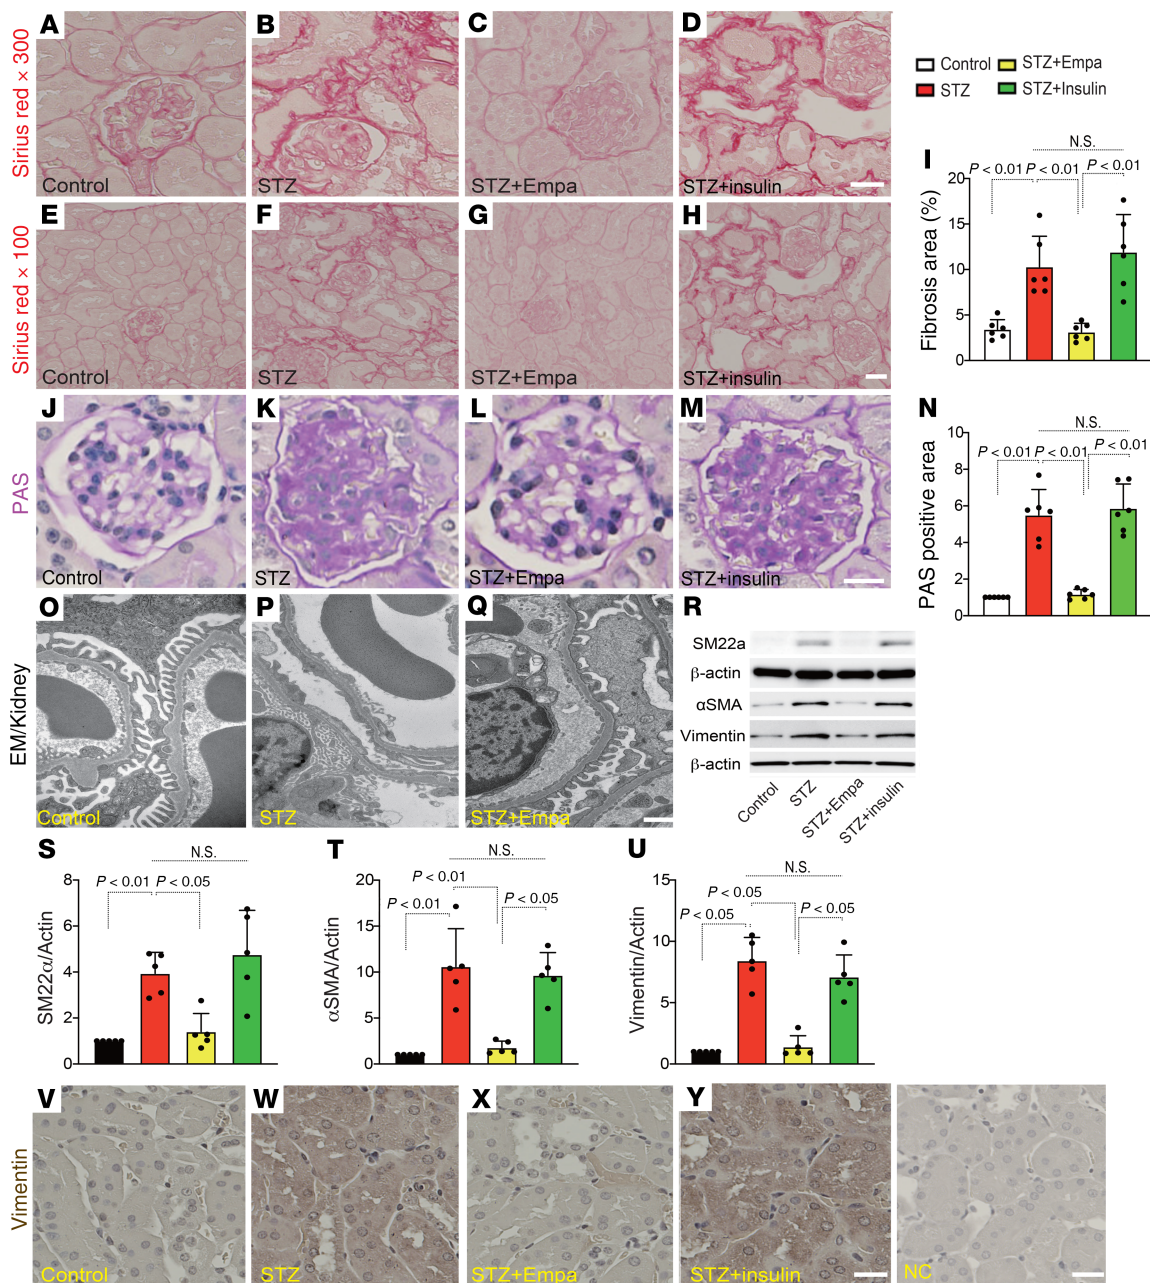 A
B
C
D
Sirius red × 300
Control
STZ
STZ+Empa
STZ+insulin
Control
STZ+Empa
STZ
STZ+Insulin
E
F
G
H
Sirius red × 100
Control
STZ
STZ+Empa
STZ+insulin
I
N.S.
P < 0.01
P < 0.01
P < 0.01
Fibrosis area (%)
20
15
10
5
0
J
K
L
M
PAS
Control
STZ
STZ+Empa
STZ+insulin
N
N.S.
P < 0.01
P < 0.01
P < 0.01
PAS positive area
10
8
6
4
2
0
O
P
Q
EM/Kidney
Control
STZ
STZ+Empa
R
SM22a
β-actin
αSMA
Vimentin
β-actin
Control
STZ
STZ+Empa
STZ+insulin
S
N.S.
P < 0.01
P < 0.05
SM22α/Actin
8
6
4
2
0
T
N.S.
P < 0.01
P < 0.01
P < 0.05
αSMA/Actin
20
15
10
5
0
U
N.S.
P < 0.05
P < 0.05
P < 0.05
Vimentin/Actin
15
10
5
0
V
W
X
Y
Vimentin
Control
STZ
STZ+Empa
STZ+insulin
NC